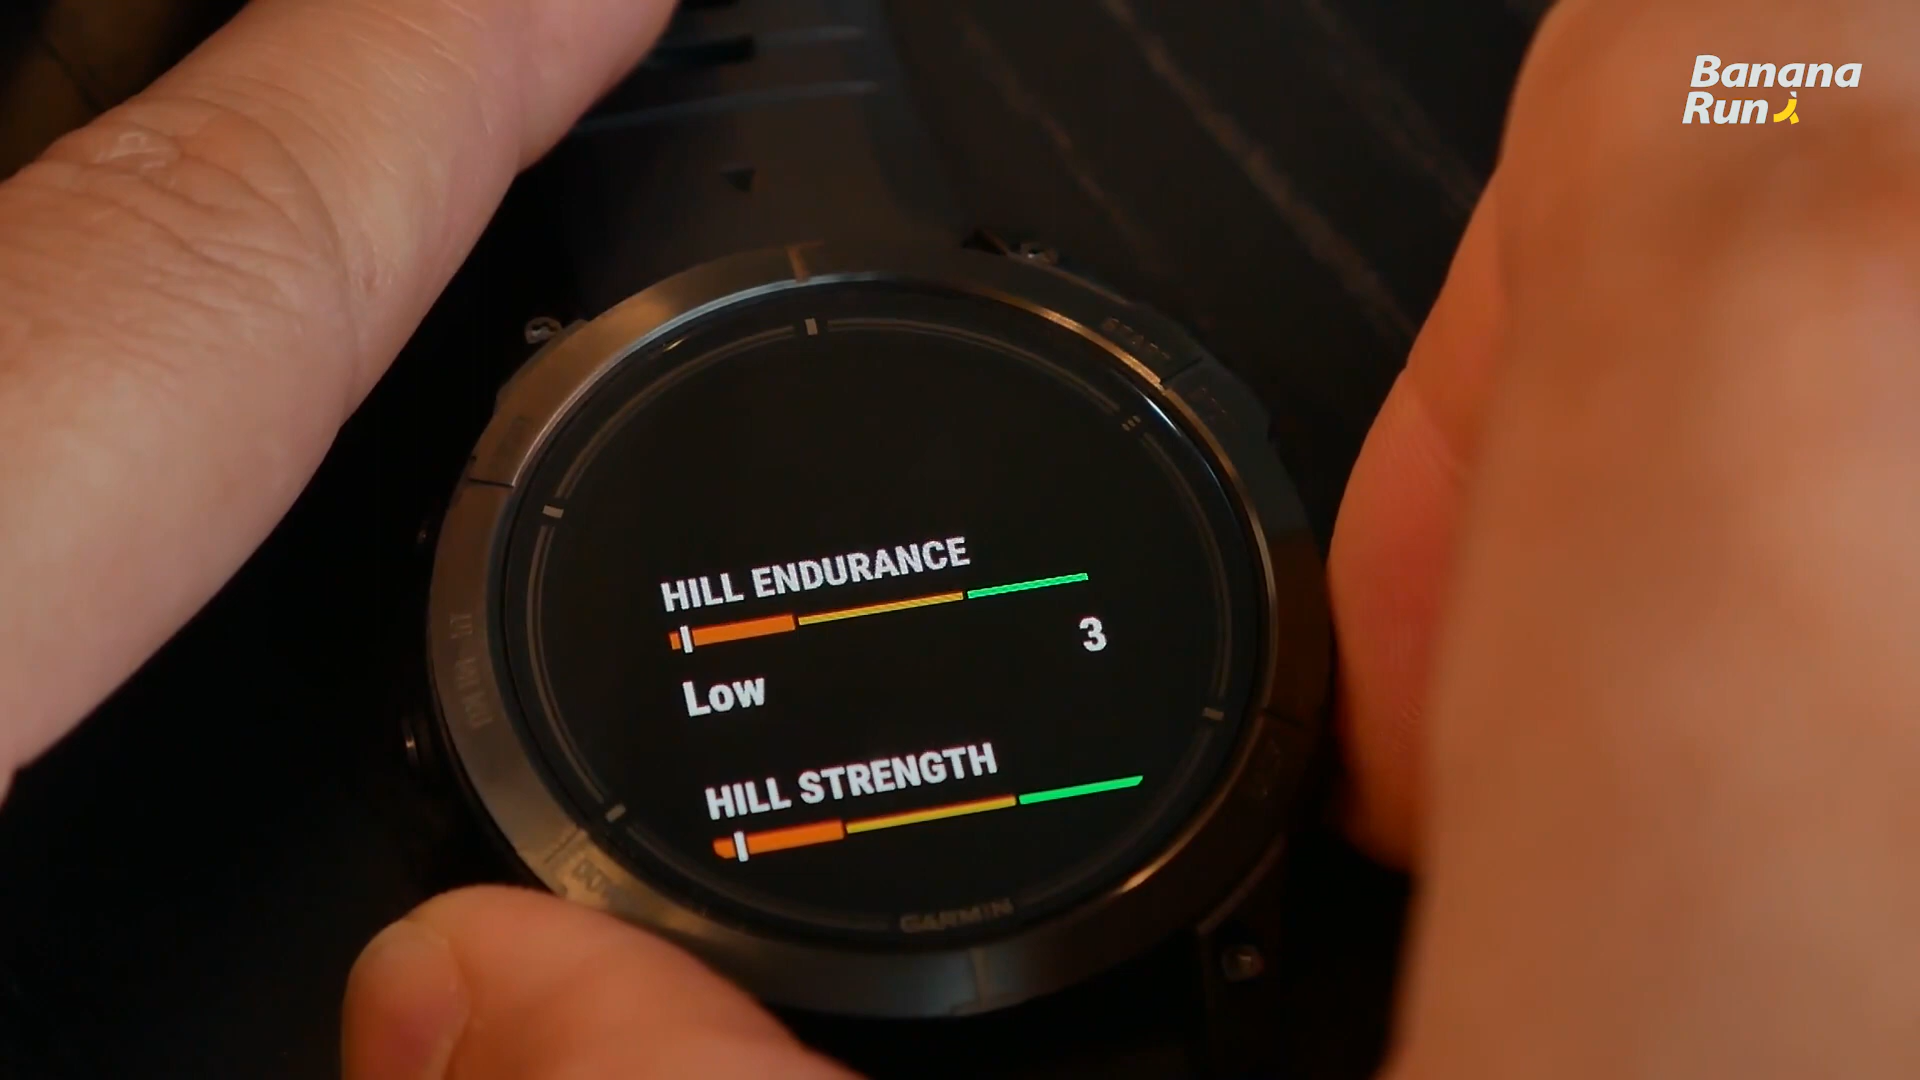 Banana
Run
HILL ENDURANCE
3
Low
HILL STRENGTH
GARMIN